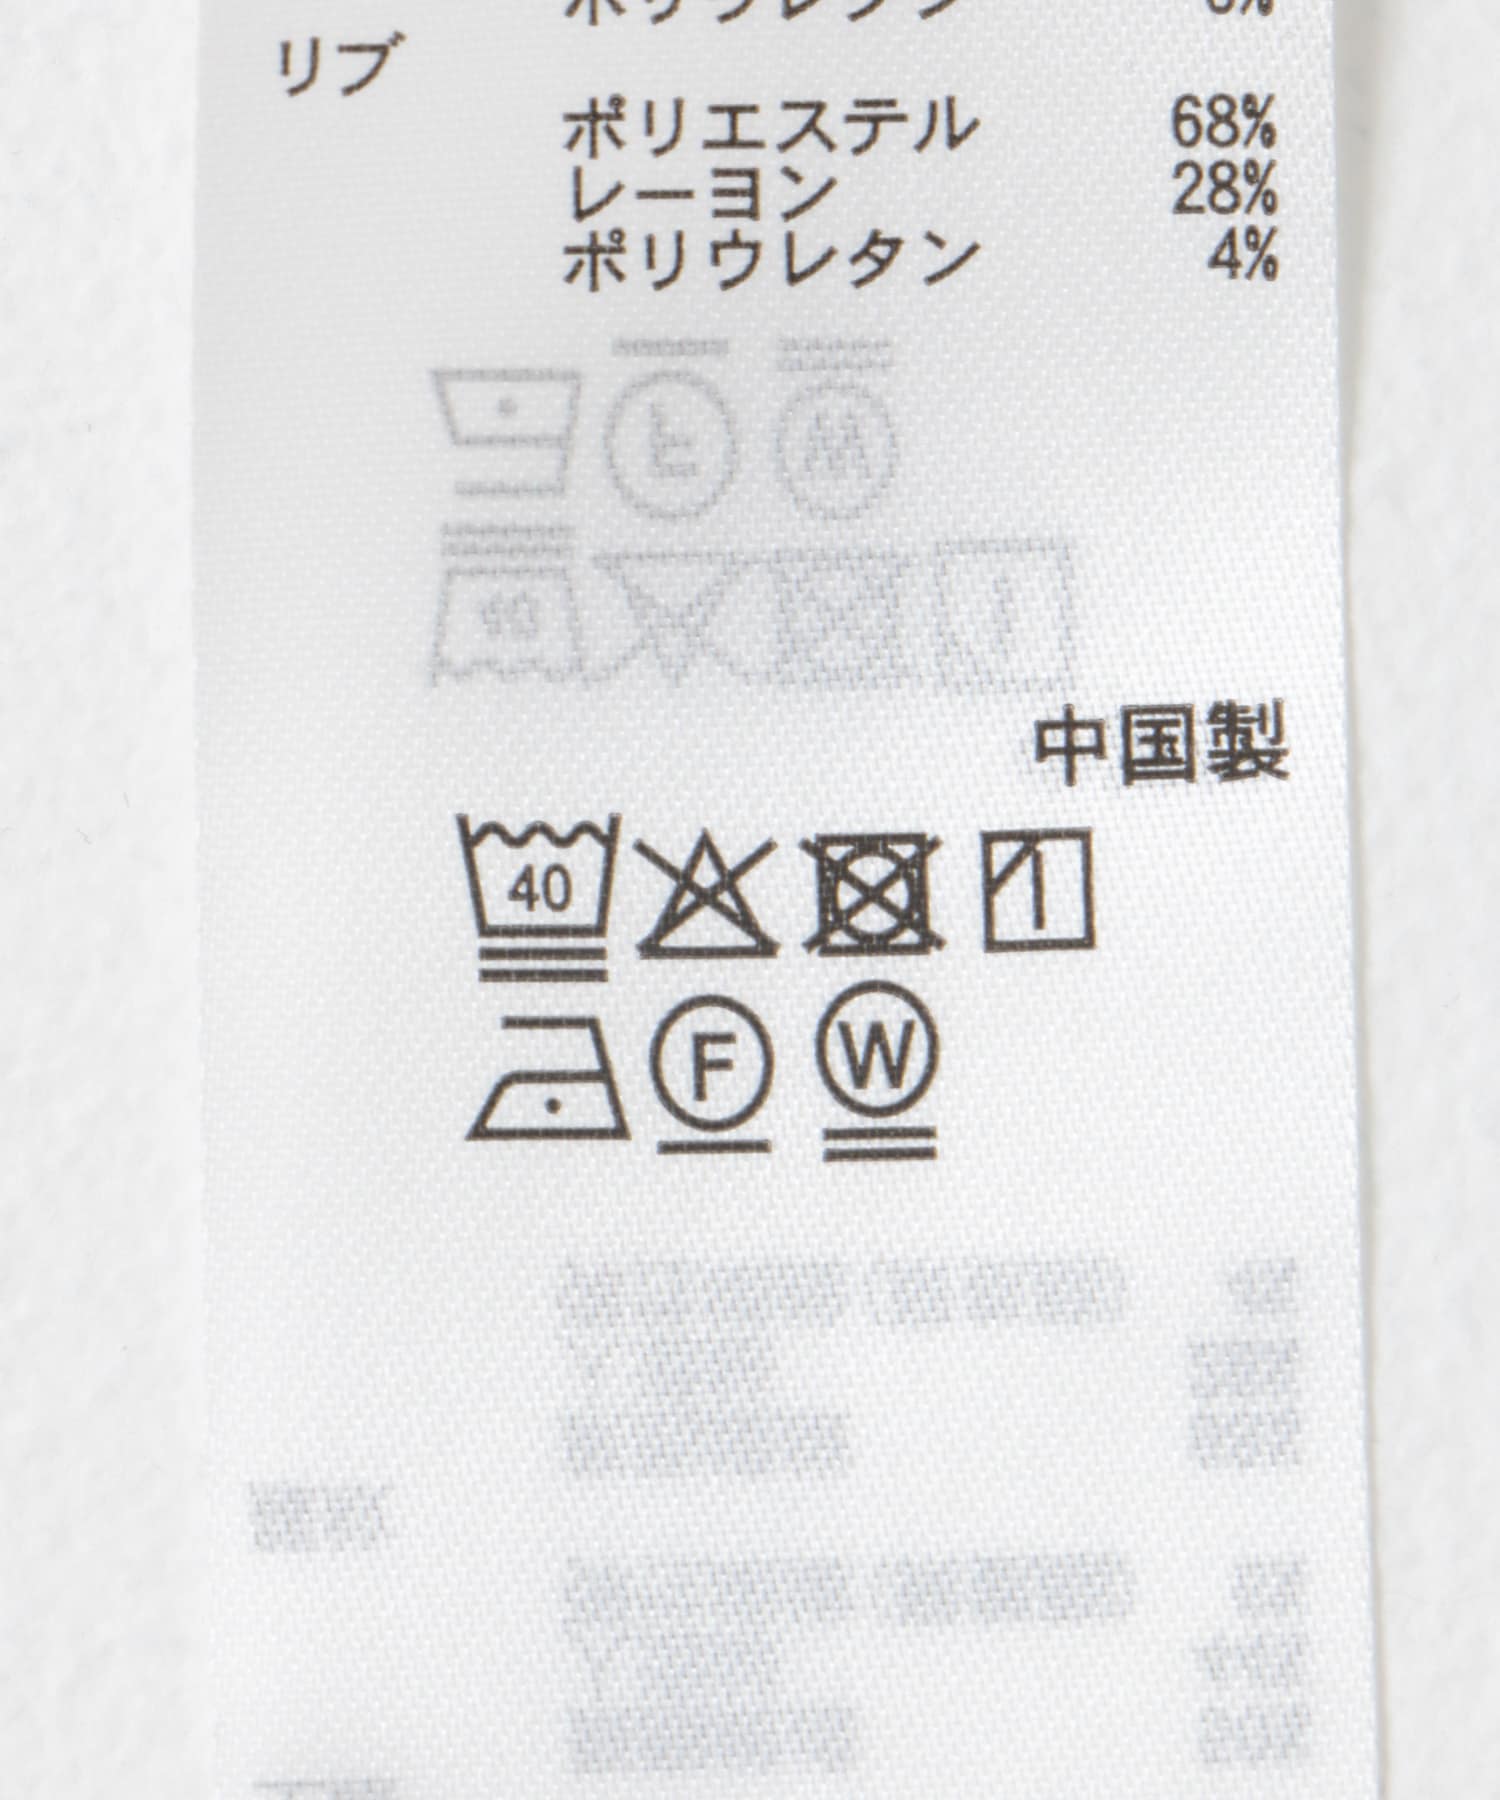 リブ
ポリエステル 68%
レーヨン 28%
ポリウレタン 4%
中国製
40
F W